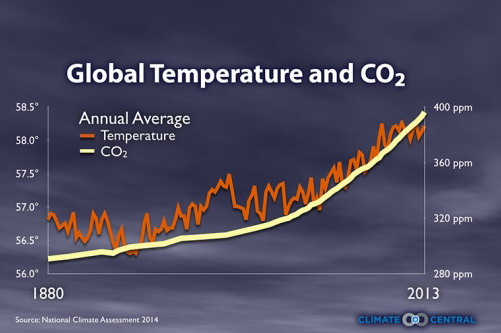 Global Temperature and CO₂
58.5°
58.0°
57.5°
57.0°
56.5°
56.0°
Annual Average
Temperature
CO₂
400 ppm
360 ppm
320 ppm
280 ppm
1880
2013
Source: National Climate Assessment 2014
CLIMATE CENTRAL